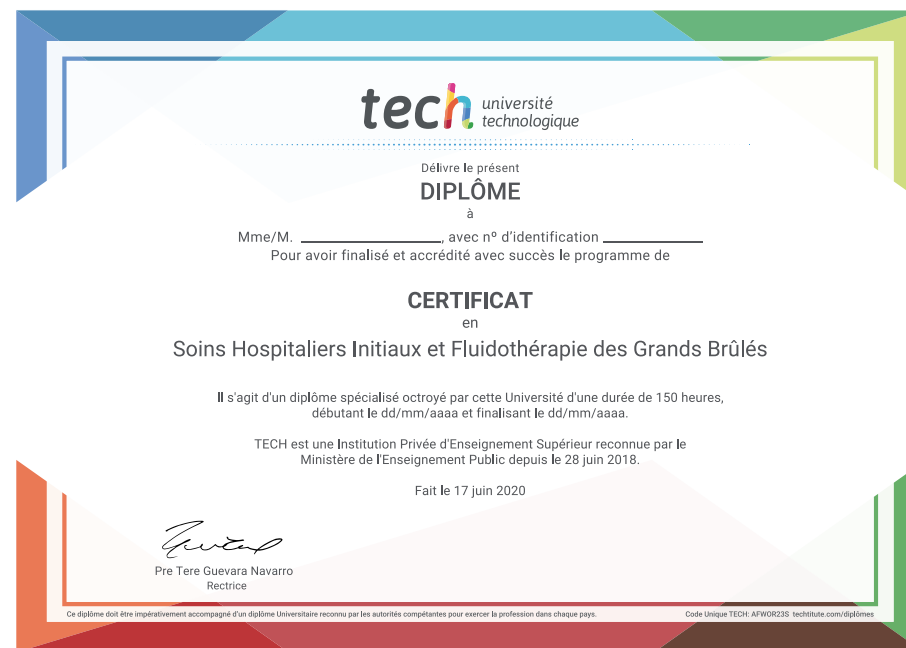 tech université
technologique
Délivre le présent
DIPLÔME
à
Mme/M. ____________________, avec nº d'identification ______________
Pour avoir finalisé et accrédité avec succès le programme de
CERTIFICAT
en
Soins Hospitaliers Initiaux et Fluidothérapie des Grands Brûlés
Il s'agit d'un diplôme spécialisé octroyé par cette Université d'une durée de 150 heures,
débutant le dd/mm/aaaa et finalisant le dd/mm/aaaa.
TECH est une Institution Privée d'Enseignement Supérieur reconnue par le
Ministère de l'Enseignement Public depuis le 28 juin 2018.
Fait le 17 juin 2020
Pre Tere Guevara Navarro
Rectrice
Ce diplôme doit être impérativement accompagné d'un diplôme Universitaire reconnu par les autorités compétantes pour exercer la profession dans chaque pays.
Code Unique TECH: AFWOR23S techtitute.com/diplômes